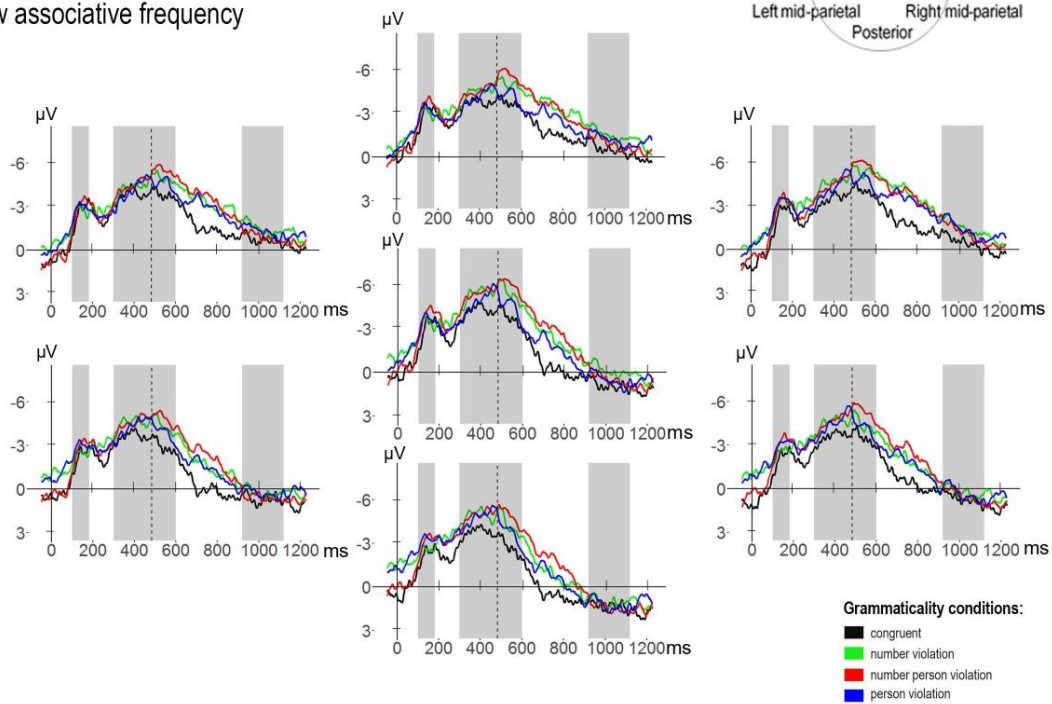 associative frequency
Left mid-parietal Right mid-parietal
Posterior
µV
-6
-3
0
3
0 200 400 600 800 1000 1200 ms
µV
-6
-3
0
3
0 200 400 600 800 1000 1200 ms
µV
-6
-3
0
3
0 200 400 600 800 1000 1200 ms
µV
-6
-3
0
3
0 200 400 600 800 1000 1200 ms
µV
-6
-3
0
3
0 200 400 600 800 1000 1200 ms
µV
-6
-3
0
3
0 200 400 600 800 1000 1200 ms
µV
-6
-3
0
3
0 200 400 600 800 1000 1200 ms
Grammaticality conditions:
congruent
number violation
number person violation
person violation